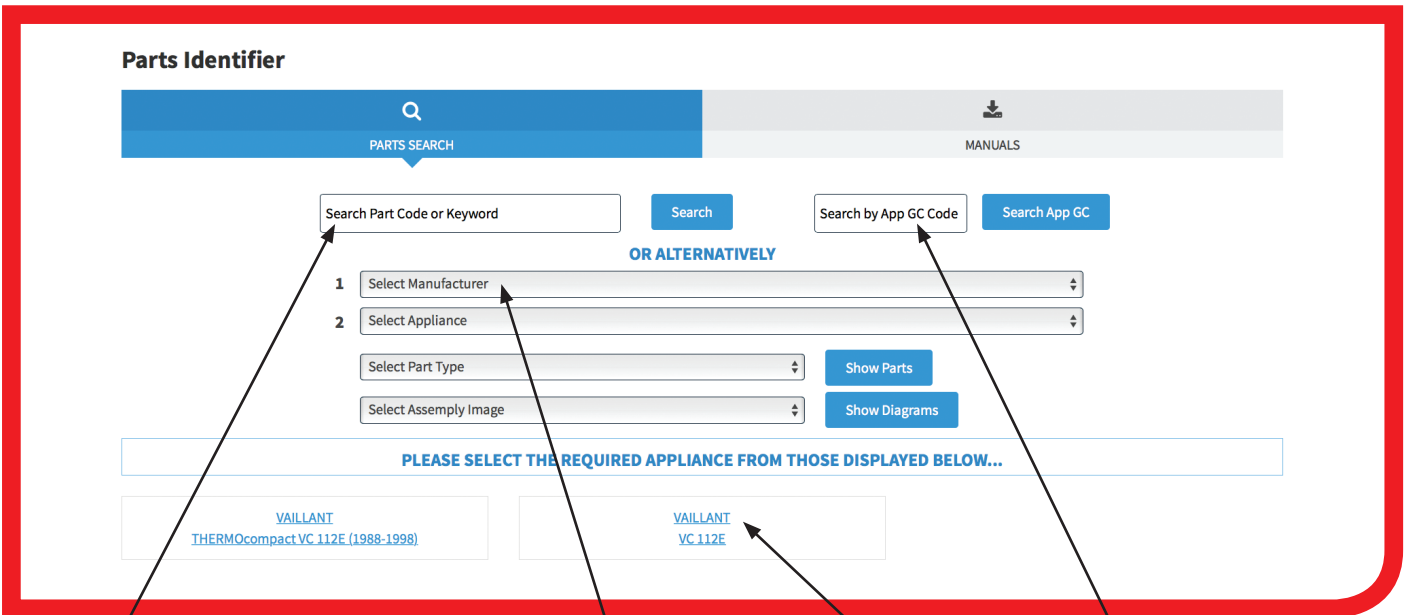 Parts Identifier
PARTS SEARCH
MANUALS
Search Part Code or Keyword
Search
Search by App GC Code
Search App GC
OR ALTERNATIVELY
1 Select Manufacturer
2 Select Appliance
Select Part Type
Show Parts
Select Assemply Image
Show Diagrams
PLEASE SELECT THE REQUIRED APPLIANCE FROM THOSE DISPLAYED BELOW...
VAILLANT
THERMOcompact VC 112E (1988-1998)
VAILLANT
VC 112E